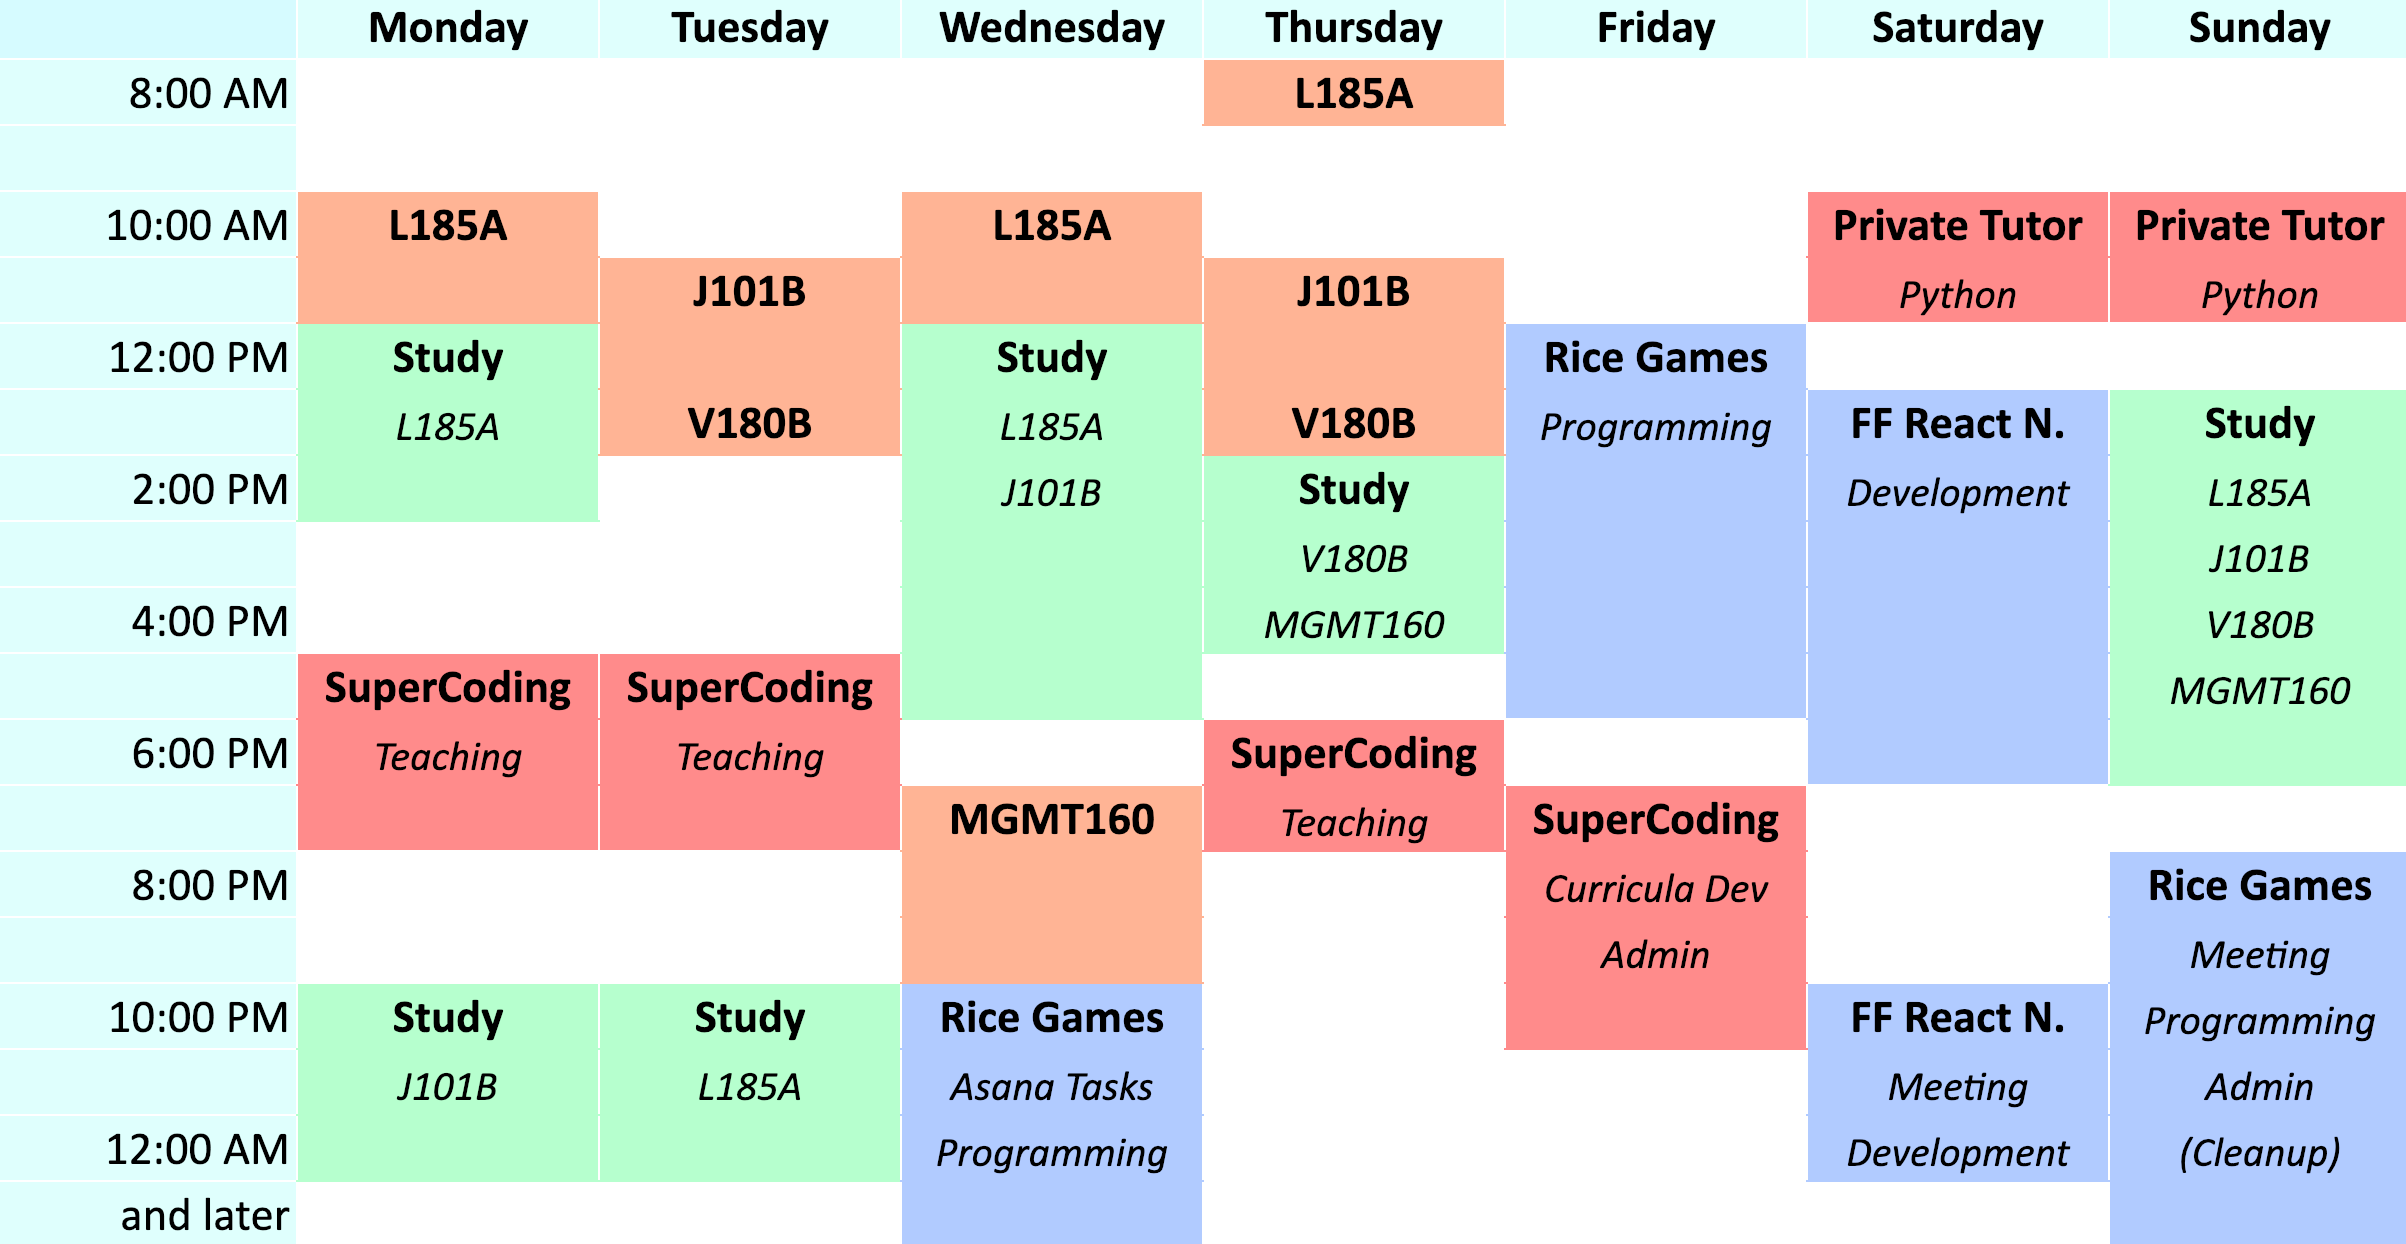 Monday Tuesday Wednesday Thursday Friday Saturday Sunday
8:00 AM L185A
10:00 AM L185A L185A Private Tutor Private Tutor
J101B J101B Python Python
12:00 PM Study Study Rice Games
L185A V180B L185A V180B Programming FF React N. Study
2:00 PM J101B Study Development L185A
V180B J101B
4:00 PM MGMT160 V180B
SuperCoding SuperCoding MGMT160
6:00 PM Teaching Teaching SuperCoding
MGMT160 Teaching SuperCoding
8:00 PM Curricula Dev Rice Games
Admin Meeting
10:00 PM Study Study Rice Games FF React N. Programming
J101B L185A Asana Tasks Meeting Admin
12:00 AM Programming Development (Cleanup)
and later